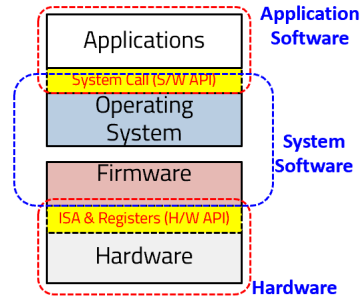 Application
Software
Applications
System Call (S/W API)
Operating
System
System
Software
Firmware
ISA & Registers (H/W API)
Hardware
Hardware